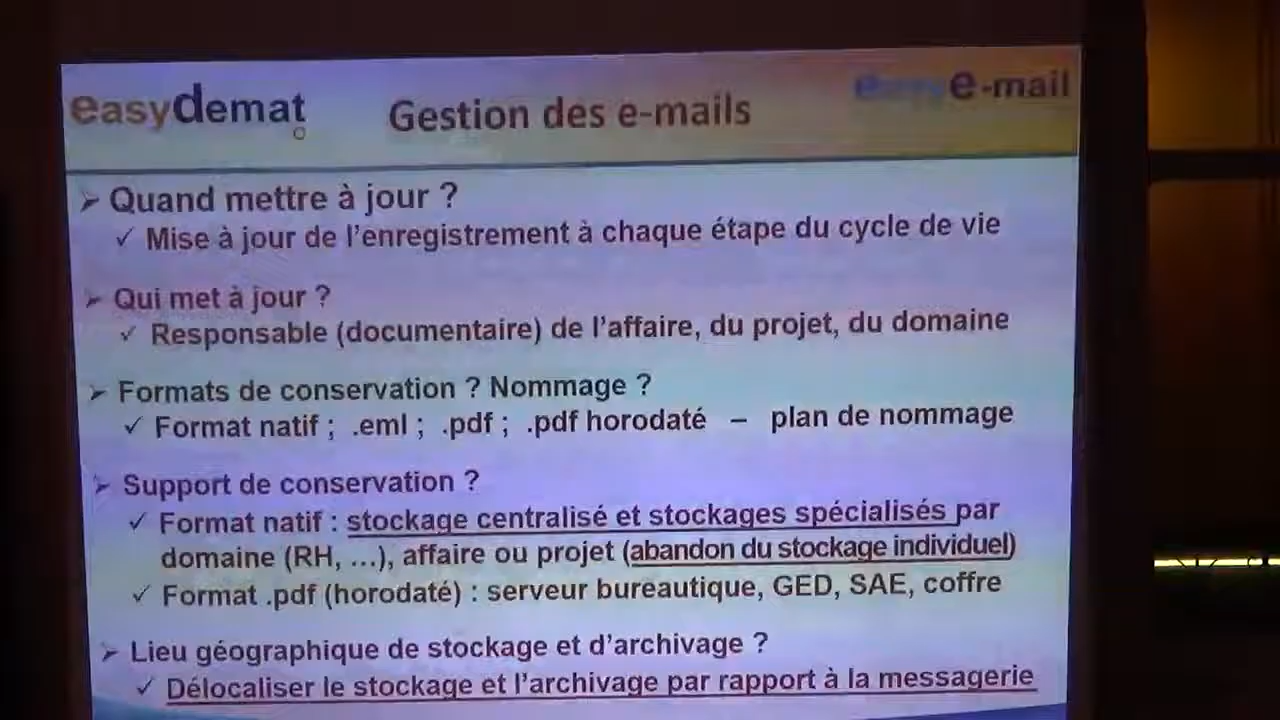 easydemat
Gestion des e-mails
e-mail
Quand mettre à jour ?
Mise à jour de l'enregistrement à chaque étape du cycle de vie
Qui met à jour ?
Responsable (documentaire) de l'affaire, du projet, du domaine
Formats de conservation ? Nommage ?
Format natif ; .eml ; .pdf ; .pdf horodaté – plan de nommage
Support de conservation ?
Format natif : stockage centralisé et stockages spécialisés par
domaine (RH, ...), affaire ou projet (abandon du stockage individuel)
Format .pdf (horodaté) : serveur bureautique, GED, SAE, coffre
Lieu géographique de stockage et d'archivage ?
Délocaliser le stockage et l'archivage par rapport à la messagerie